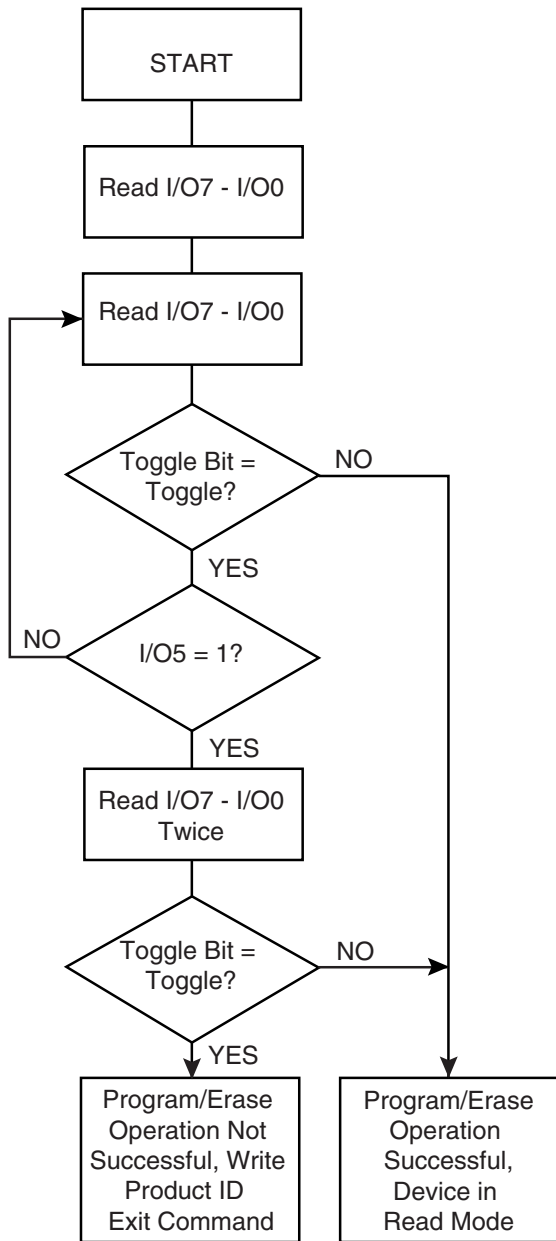 START
Read I/O7 - I/O0
Read I/O7 - I/O0
Toggle Bit =
Toggle?
NO
YES
NO
I/O5 = 1?
YES
Read I/O7 - I/O0
Twice
Toggle Bit =
Toggle?
NO
YES
Program/Erase
Operation Not
Successful, Write
Product ID
Exit Command
Program/Erase
Operation
Successful,
Device in
Read Mode